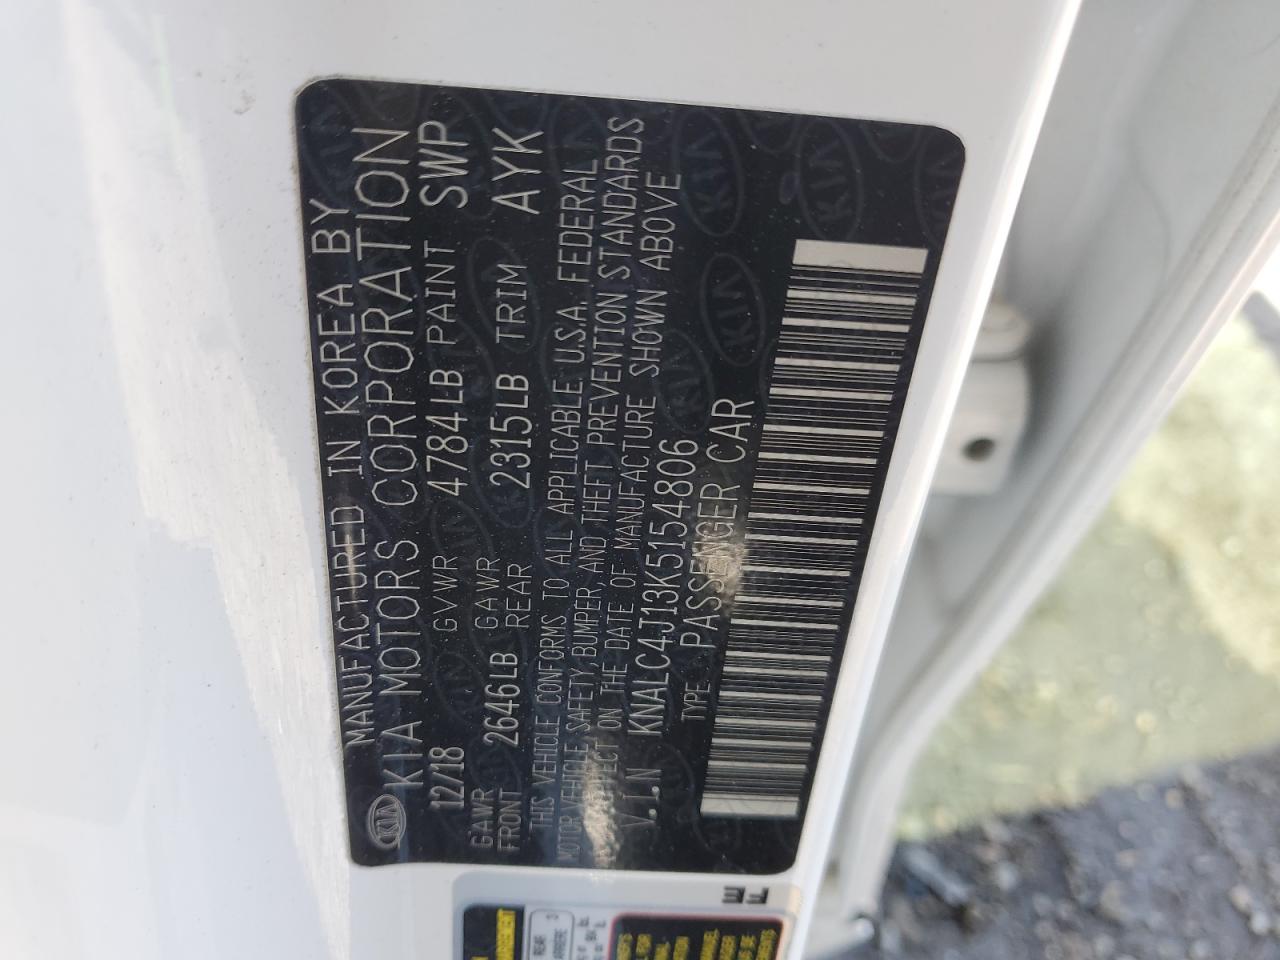 KIA
MANUFACTURED IN KOREA BY
KIA MOTORS CORPORATION
12/18 GVWR 4784LB PAINT SWP
GAWR FRONT 2646LB GAWR REAR 2315LB TRIM AYK
THIS VEHICLE CONFORMS TO ALL APPLICABLE U.S.A. FEDERAL
MOTOR VEHICLE SAFETY, BUMPER, AND THEFT PREVENTION STANDARDS
ON THE DATE OF MANUFACTURE SHOWN ABOVE
V.I.N KNALC4J13K5154806
TYPE PASSENGER CAR
REAR